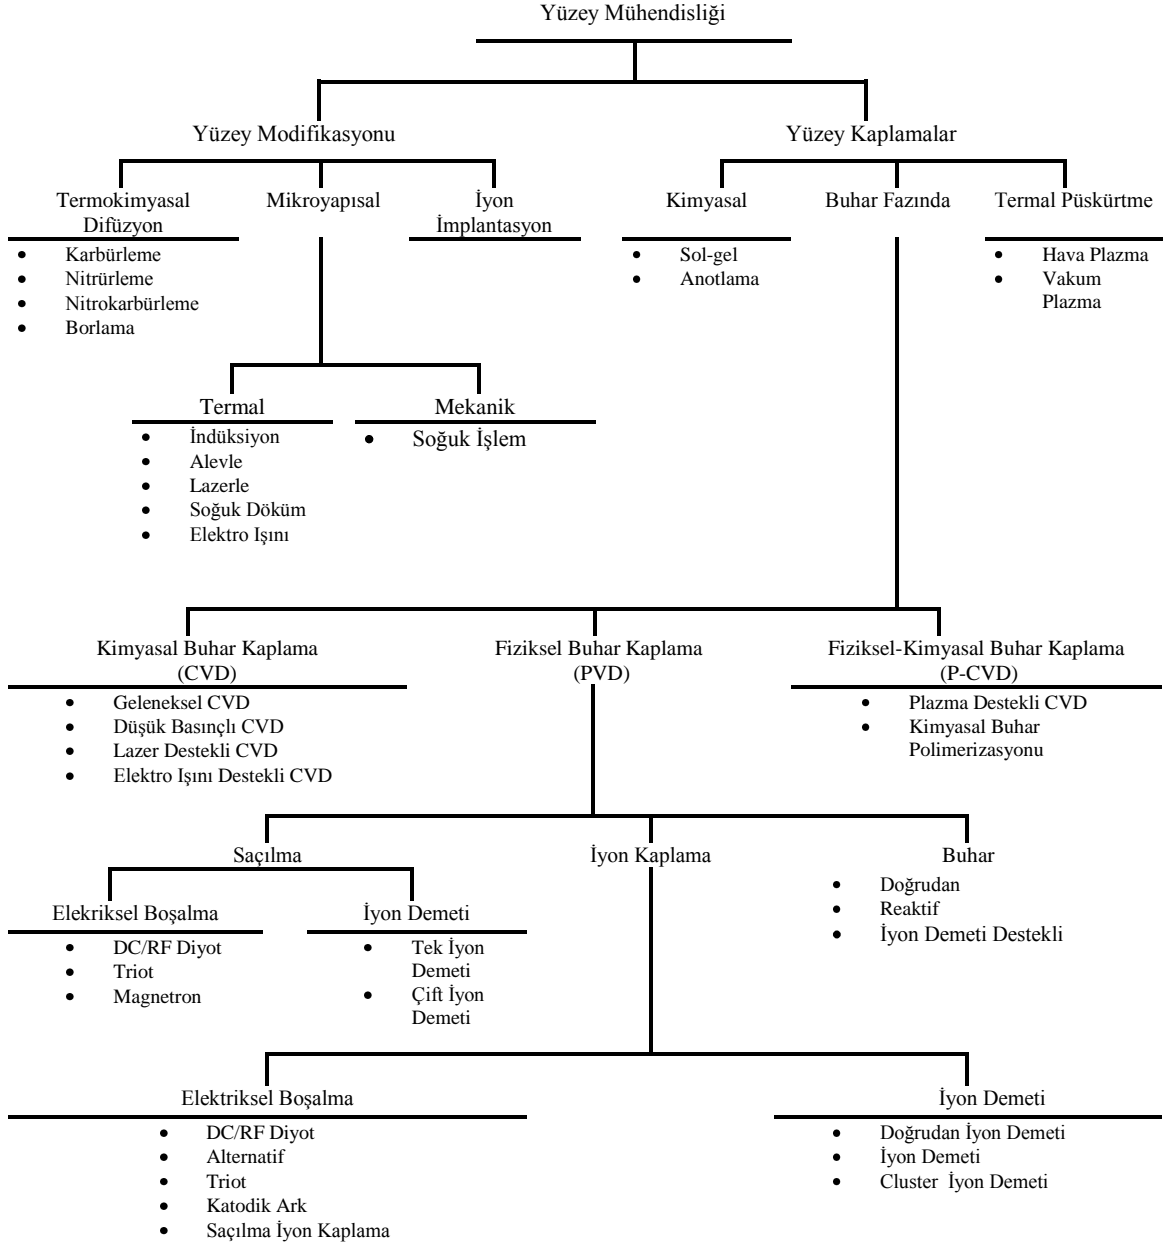 Yüzey Mühendisliği
Yüzey Modifikasyonu
Yüzey Kaplamalar
Termokimyasal
Difüzyon
Mikroyapısal
İyon
İmplantasyon
Kimyasal
Buhar Fazında
Termal Püskürtme
• Karbürleme
• Nitrürleme
• Nitrokarbürleme
• Borlama
• Sol-gel
• Anotlama
• Hava Plazma
• Vakum
Plazma
Termal
• İndüksiyon
• Alevle
• Lazerle
• Soğuk Döküm
• Elektro Işını
Mekanik
• Soğuk İşlem
Kimyasal Buhar Kaplama
(CVD)
• Geleneksel CVD
• Düşük Basınçlı CVD
• Lazer Destekli CVD
• Elektro Işını Destekli CVD
Fiziksel Buhar Kaplama
(PVD)
Fiziksel-Kimyasal Buhar Kaplama
(P-CVD)
• Plazma Destekli CVD
• Kimyasal Buhar
Polimerizasyonu
Saçılma
İyon Kaplama
Buhar
• Doğrudan
• Reaktif
• İyon Demeti Destekli
Elekriksel Boşalma
• DC/RF Diyot
• Triot
• Magnetron
İyon Demeti
• Tek İyon
Demeti
• Çift İyon
Demeti
Elektriksel Boşalma
• DC/RF Diyot
• Alternatif
• Triot
• Katodik Ark
• Saçılma İyon Kaplama
İyon Demeti
• Doğrudan İyon Demeti
• İyon Demeti
• Cluster İyon Demeti